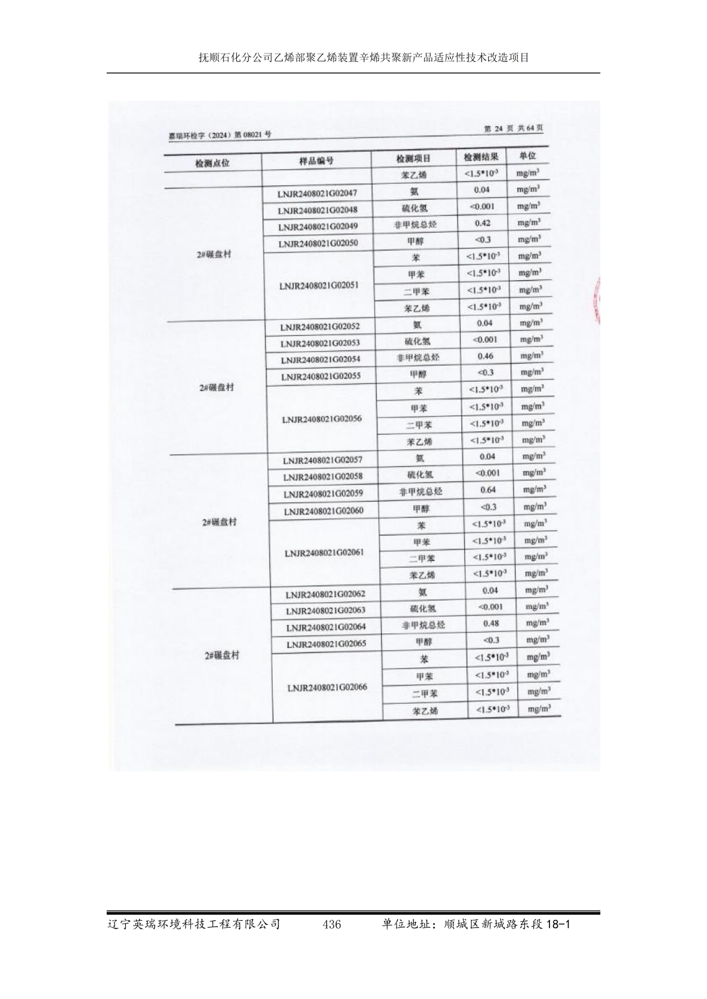 抚顺石化分公司乙烯部聚乙烯装置辛烯共聚新产品适应性技术改造项目
嘉瑞环检字（2024）第 08021 号 第 24 页 共 64 页
检测点位 样品编号 检测项目 检测结果 单位
苯乙烯 <1.5*10⁻³ mg/m³
LNJR2408021G02047 氨 0.04 mg/m³
LNJR2408021G02048 硫化氢 <0.001 mg/m³
LNJR2408021G02049 非甲烷总烃 0.42 mg/m³
LNJR2408021G02050 甲醇 <0.3 mg/m³
2#碾盘村
苯 <1.5*10⁻³ mg/m³
甲苯 <1.5*10⁻³ mg/m³
LNJR2408021G02051
二甲苯 <1.5*10⁻³ mg/m³
苯乙烯 <1.5*10⁻³ mg/m³
LNJR2408021G02052 氨 0.04 mg/m³
LNJR2408021G02053 硫化氢 <0.001 mg/m³
LNJR2408021G02054 非甲烷总烃 0.46 mg/m³
LNJR2408021G02055 甲醇 <0.3 mg/m³
2#碾盘村
苯 <1.5*10⁻³ mg/m³
甲苯 <1.5*10⁻³ mg/m³
LNJR2408021G02056
二甲苯 <1.5*10⁻³ mg/m³
苯乙烯 <1.5*10⁻³ mg/m³
LNJR2408021G02057 氨 0.04 mg/m³
LNJR2408021G02058 硫化氢 <0.001 mg/m³
LNJR2408021G02059 非甲烷总烃 0.64 mg/m³
LNJR2408021G02060 甲醇 <0.3 mg/m³
2#碾盘村
苯 <1.5*10⁻³ mg/m³
甲苯 <1.5*10⁻³ mg/m³
LNJR2408021G02061
二甲苯 <1.5*10⁻³ mg/m³
苯乙烯 <1.5*10⁻³ mg/m³
LNJR2408021G02062 氨 0.04 mg/m³
LNJR2408021G02063 硫化氢 <0.001 mg/m³
LNJR2408021G02064 非甲烷总烃 0.48 mg/m³
LNJR2408021G02065 甲醇 <0.3 mg/m³
2#碾盘村
苯 <1.5*10⁻³ mg/m³
甲苯 <1.5*10⁻³ mg/m³
LNJR2408021G02066
二甲苯 <1.5*10⁻³ mg/m³
苯乙烯 <1.5*10⁻³ mg/m³
辽宁英瑞环境科技工程有限公司 436 单位地址：顺城区新城路东段 18-1